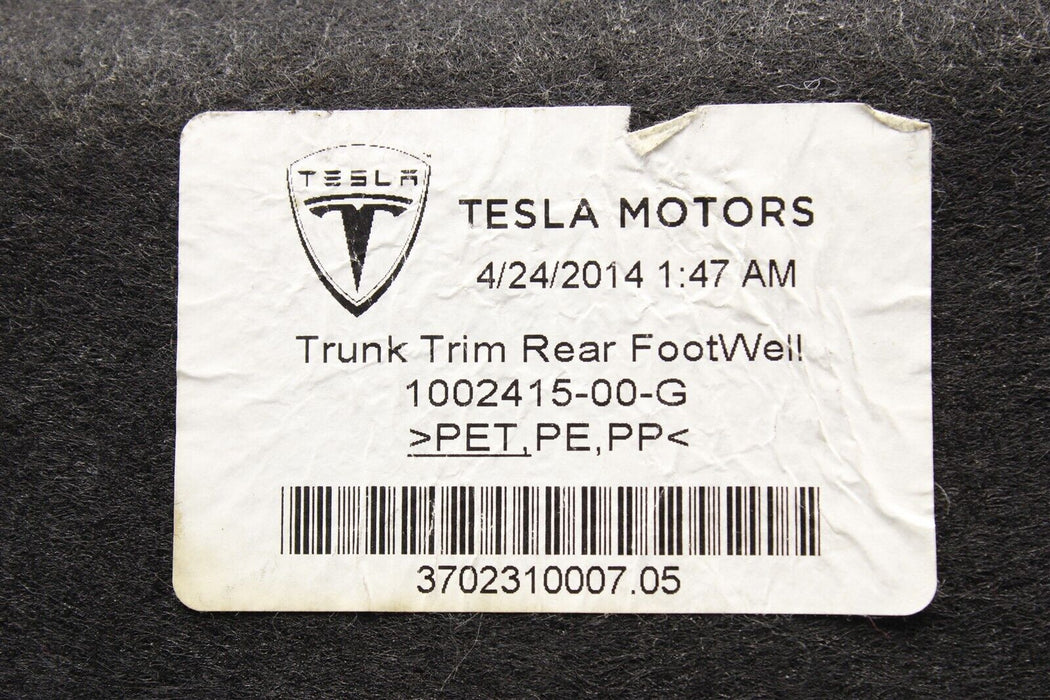 TESLA
TESLA MOTORS
4/24/2014 1:47 AM
Trunk Trim Rear FootWell
1002415-00-G
>PET,PE,PP<
3702310007.05